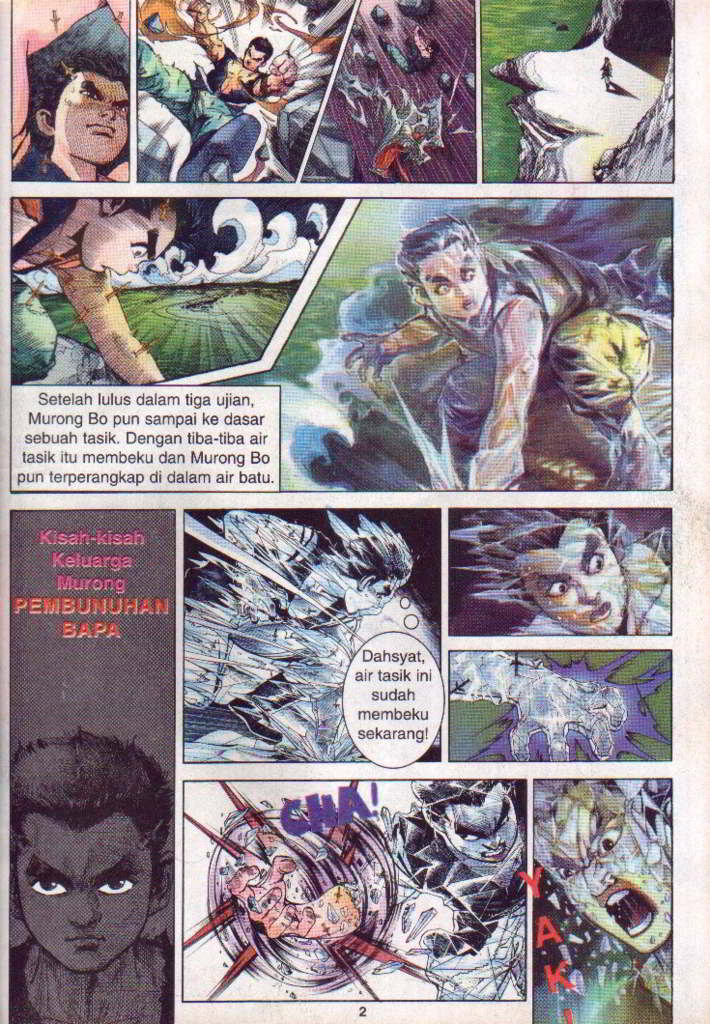 Setelah lulus dalam tiga ujian,
Murong Bo pun sampai ke dasar
sebuah tasik. Dengan tiba-tiba air
tasik itu membeku dan Murong Bo
pun terperangkap di dalam air batu.
Kisah-kisah
Keluarga
Murong
PEMBUNUHAN
BAPA
Dahsyat,
air tasik ini
sudah
membeku
sekarang!
CHA!
YAK!
2